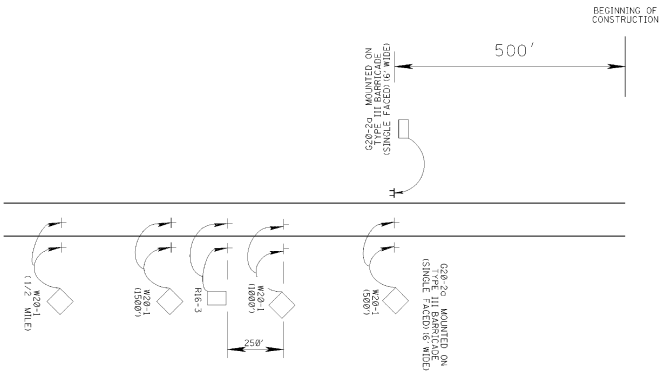 BEGINNING OF
CONSTRUCTION
500'
G20-2a MOUNTED ON
TYPE III BARRICADE
(SINGLE FACED)(6' WIDE)
W20-1
(1/2 MILE)
W20-1
(1500')
R16-3
W20-1
(1000')
250'
W20-1
(500')
G20-2a MOUNTED ON
TYPE III BARRICADE
(SINGLE FACED)(6' WIDE)